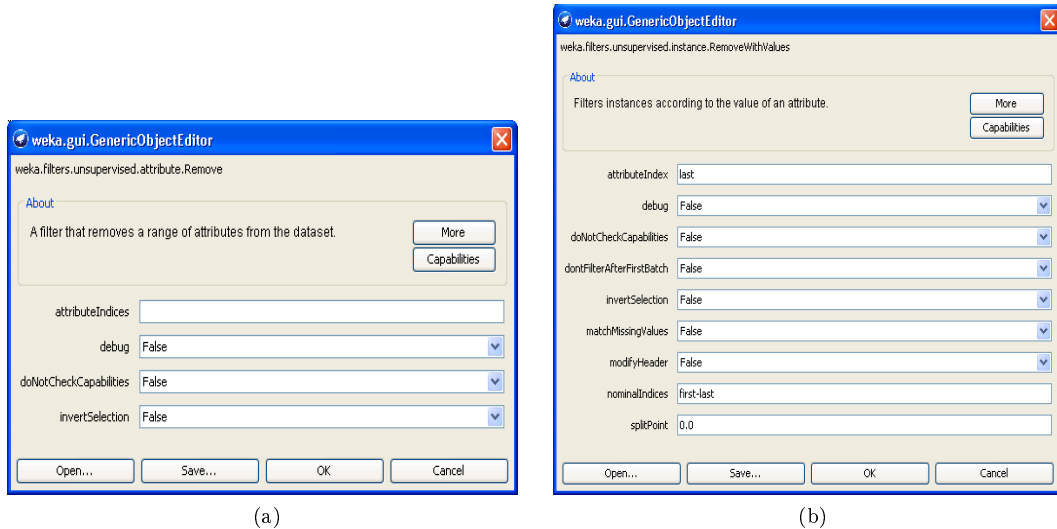 weka.gui.GenericObjectEditor
weka.filters.unsupervised.attribute.Remove
About
A filter that removes a range of attributes from the dataset.
More
Capabilities
attributeIndices
debug False
doNotCheckCapabilities False
invertSelection False
Open... Save... OK Cancel
(a)
weka.gui.GenericObjectEditor
weka.filters.unsupervised.instance.RemoveWithValues
About
Filters instances according to the value of an attribute.
More
Capabilities
attributeIndex last
debug False
doNotCheckCapabilities False
dontFilterAfterFirstBatch False
invertSelection False
matchMissingValues False
modifyHeader False
nominalIndices first-last
splitPoint 0.0
Open... Save... OK Cancel
(b)